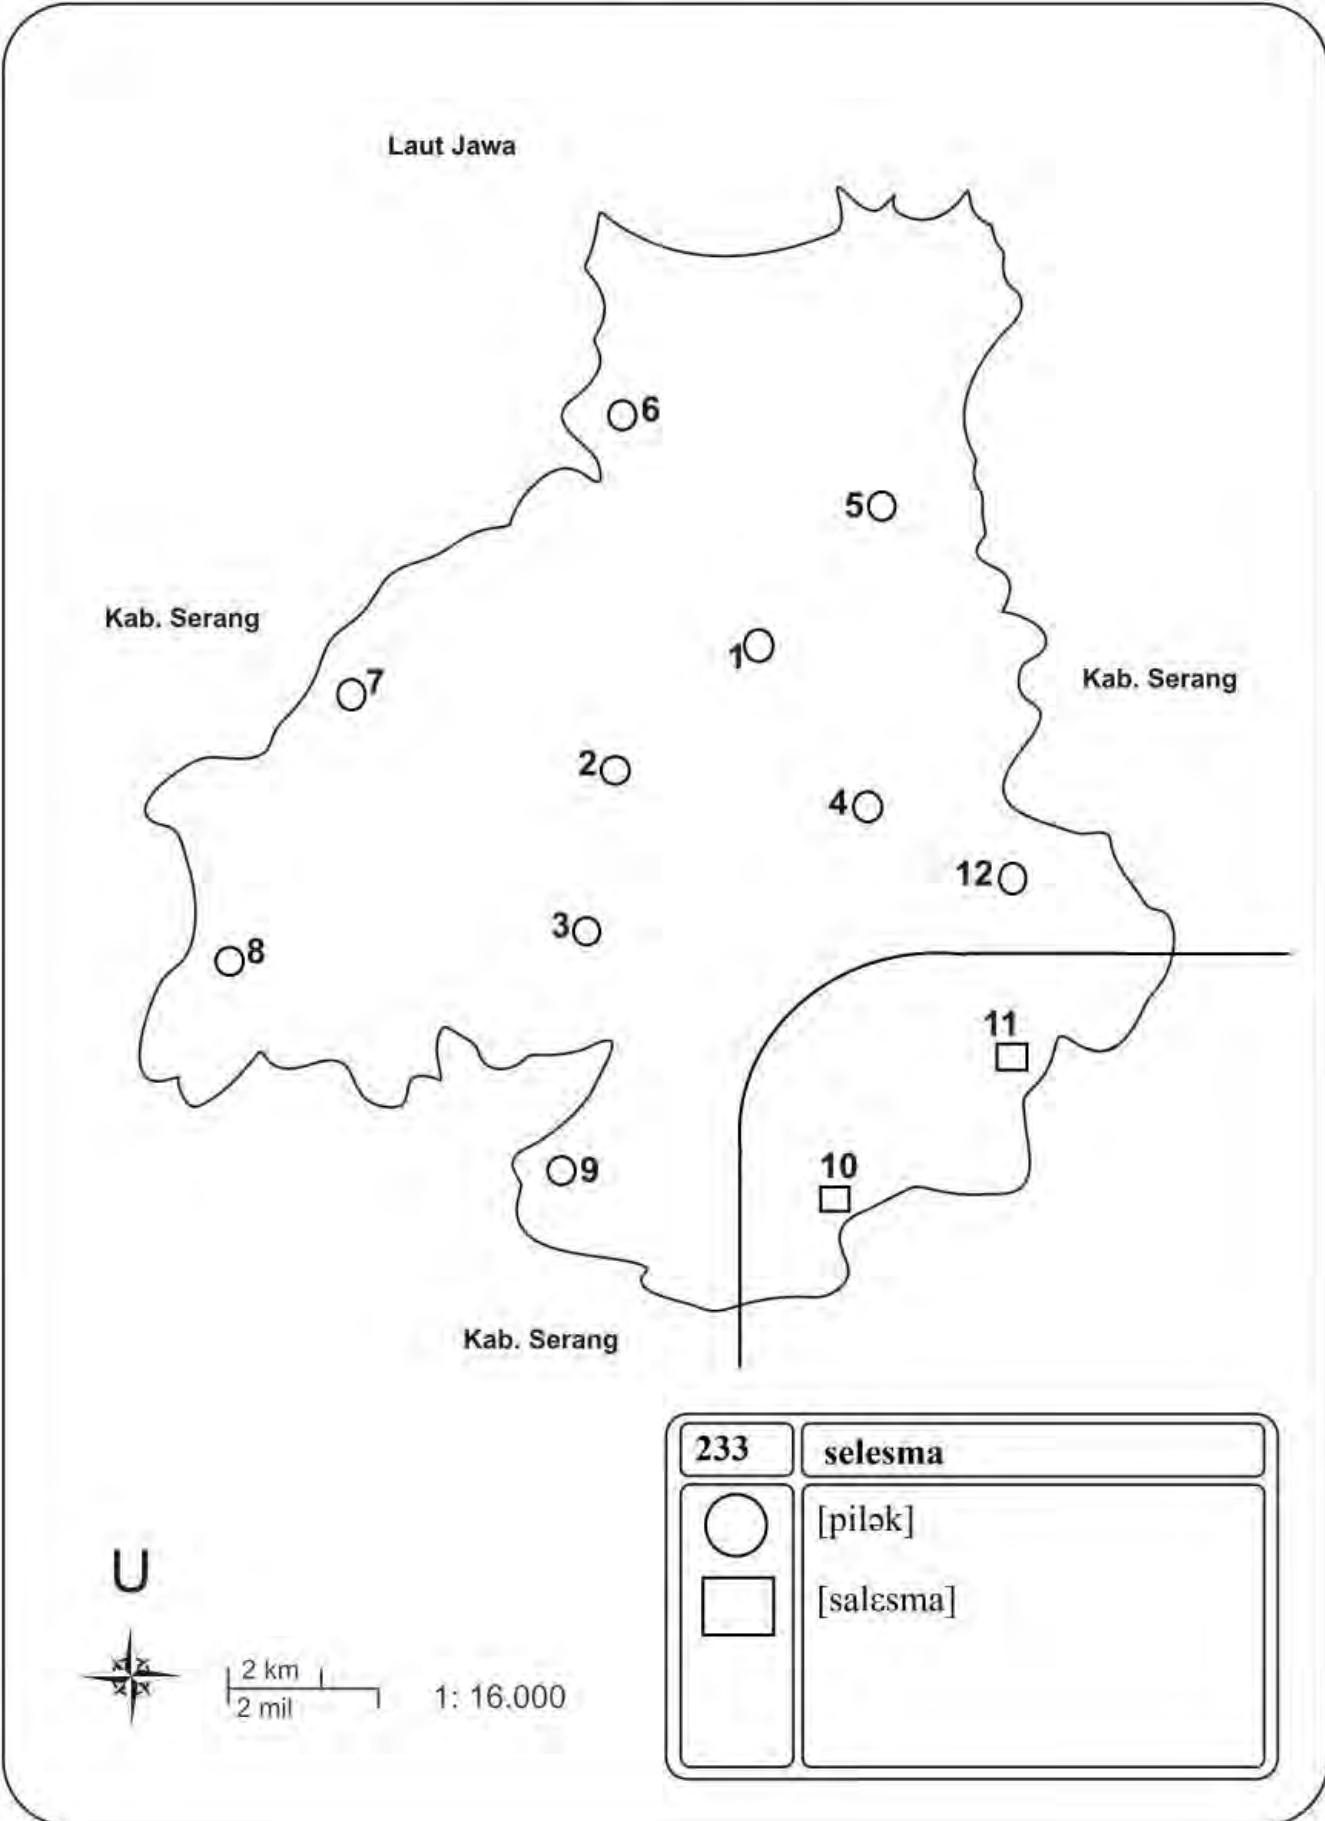 Laut Jawa
6
5
Kab. Serang
1
7
Kab. Serang
2
4
12
3
8
11
10
9
Kab. Serang
233 selesma
[pilək]
[salɛsma]
U
2 km
2 mil
1: 16.000